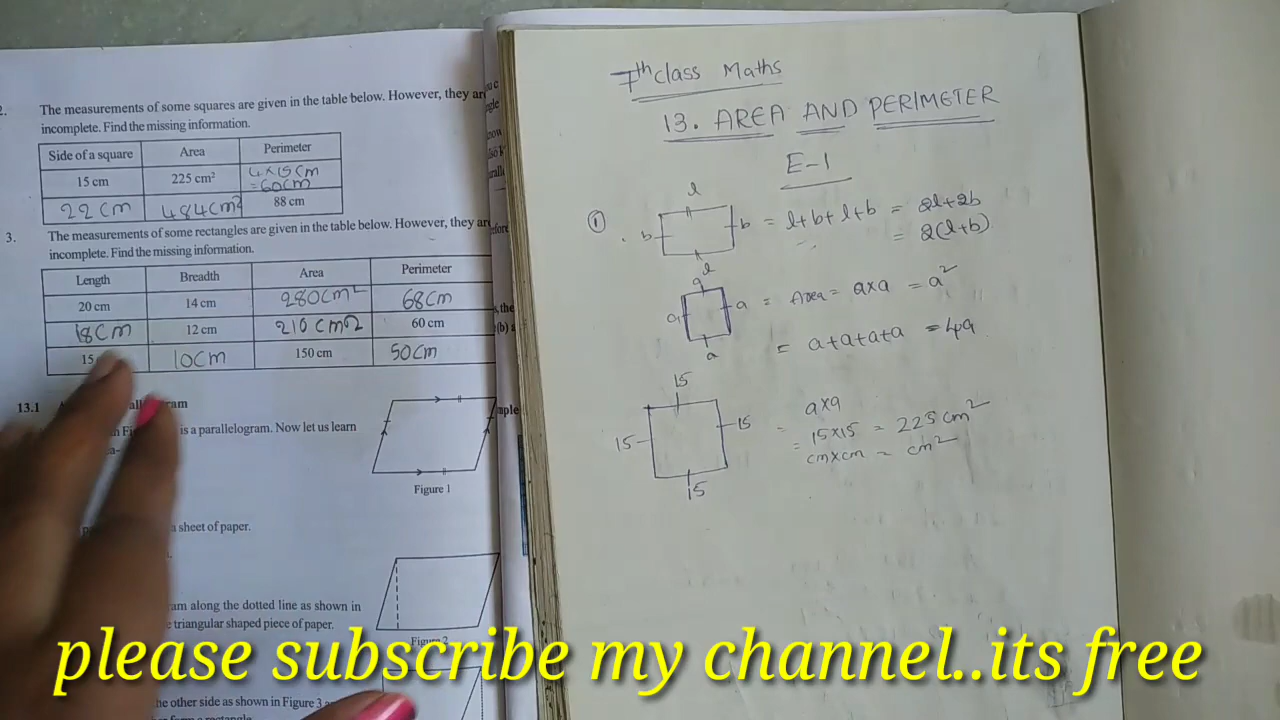 2.
The measurements of some squares are given in the table below. However, they are
incomplete. Find the missing information.
Side of a square Area Perimeter
15 cm 225 cm² 4×15cm
=60cm
22 cm 484cm² 88 cm
3. The measurements of some rectangles are given in the table below. However, they are
incomplete. Find the missing information.
Length Breadth Area Perimeter
20 cm 14 cm 280cm² 68cm
18cm 12 cm 216cm² 60 cm
15 10cm 150 cm 50cm
13.1
is a parallelogram. Now let us learn
Figure 1
a sheet of paper.
along the dotted line as shown in
triangular shaped piece of paper.
Figure 2
other side as shown in Figure 3
7th class Maths
13. AREA AND PERIMETER
E-1
① l
b b = l+b+l+b = 2l+2b
= 2(l+b)
l
a
a a = Area = a×a = a²
a
= a+a+a+a = 4a
15
15 15
15
= a×a
= 15×15 = 225cm²
cm×cm = cm²
please subscribe my channel..its free